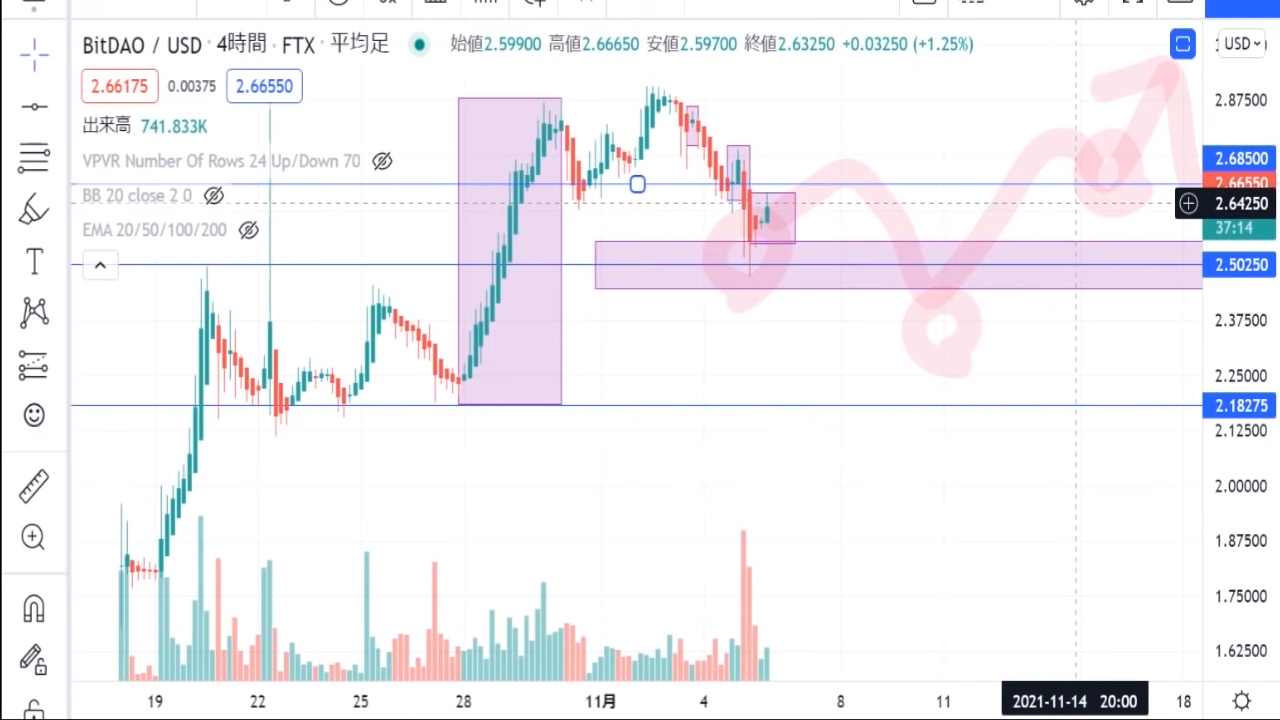 BitDAO / USD · 4時間 · FTX · 平均足 始値2.59900 高値2.66650 安値2.59700 終値2.63250 +0.03250 (+1.25%)
USD
2.66175 0.00375 2.66550
出来高 741.833K
VPVR Number Of Rows 24 Up/Down 70
BB 20 close 2 0
EMA 20/50/100/200
2.87500
2.68500
2.66550
2.64250
37:14
2.50250
2.37500
2.25000
2.18275
2.12500
2.00000
1.87500
1.75000
1.62500
19 22 25 28 11月 4 8 11 2021-11-14 20:00 18